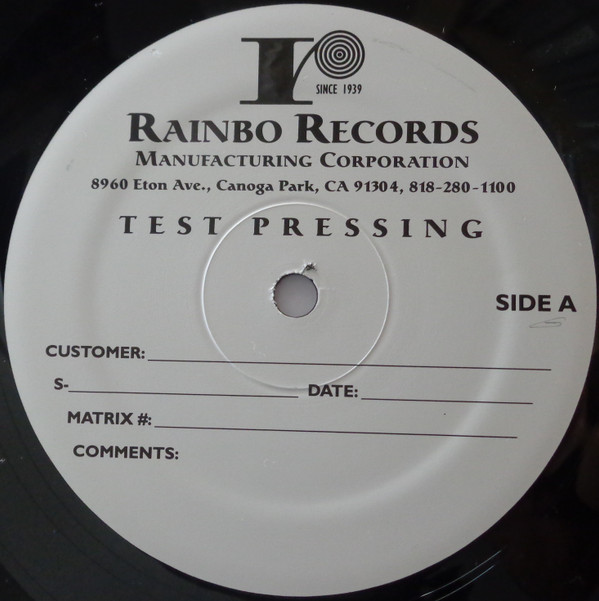 r
SINCE 1939
RAINBO RECORDS
MANUFACTURING CORPORATION
8960 Eton Ave., Canoga Park, CA 91304, 818-280-1100
TEST PRESSING
SIDE A
CUSTOMER:
S- DATE:
MATRIX #:
COMMENTS: